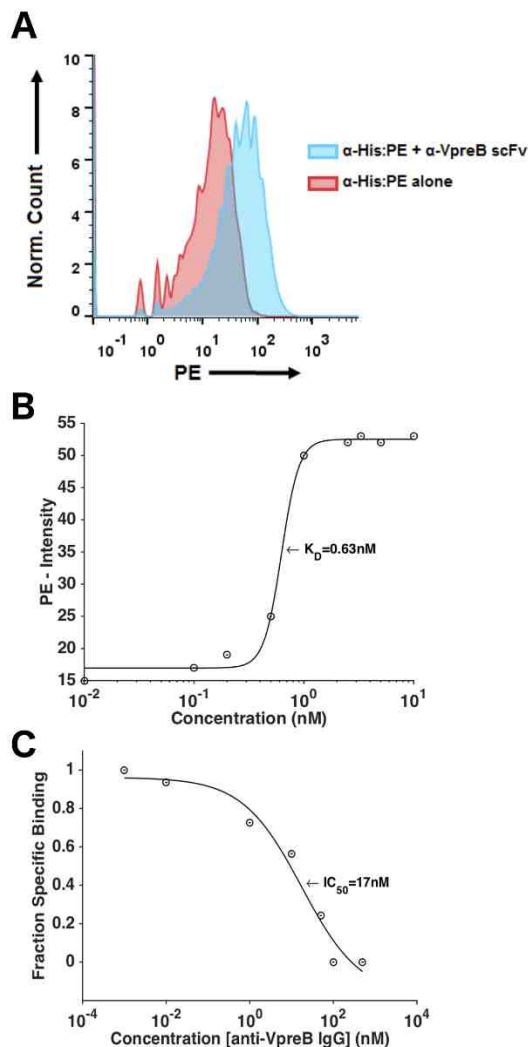 A
10
8
6
4
2
0
Norm. Count
10^-1 10^0 10^1 10^2 10^3
PE
α-His:PE + α-VpreB scFv
α-His:PE alone
B
55
50
45
40
35
30
25
20
15
PE - Intensity
← K_D=0.63nM
10^-2 10^-1 10^0 10^1
Concentration (nM)
C
1
0.8
0.6
0.4
0.2
0
Fraction Specific Binding
← IC_50=17nM
10^-4 10^-2 10^0 10^2 10^4
Concentration [anti-VpreB IgG] (nM)